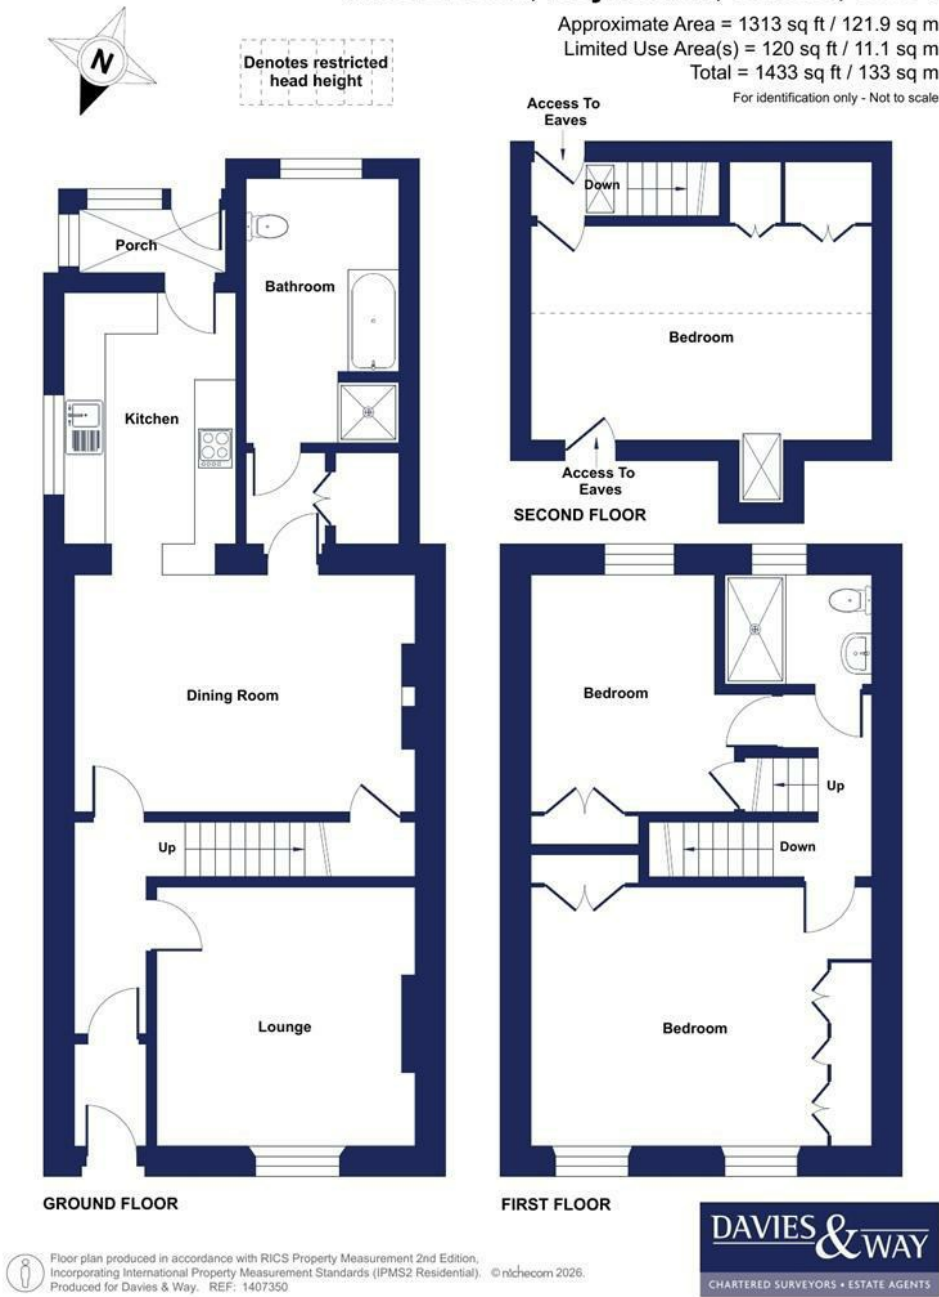 Approximate Area = 1313 sq ft / 121.9 sq m
Limited Use Area(s) = 120 sq ft / 11.1 sq m
Total = 1433 sq ft / 133 sq m
For identification only - Not to scale
N
Denotes restricted
head height
Access To
Eaves
Down
Bedroom
Access To
Eaves
SECOND FLOOR
Porch
Bathroom
Kitchen
Dining Room
Up
Lounge
GROUND FLOOR
Bedroom
Up
Down
Bedroom
FIRST FLOOR
Floor plan produced in accordance with RICS Property Measurement 2nd Edition,
Incorporating International Property Measurement Standards (IPMS2 Residential). © nichecom 2026.
Produced for Davies & Way. REF: 1407350
DAVIES & WAY
CHARTERED SURVEYORS • ESTATE AGENTS